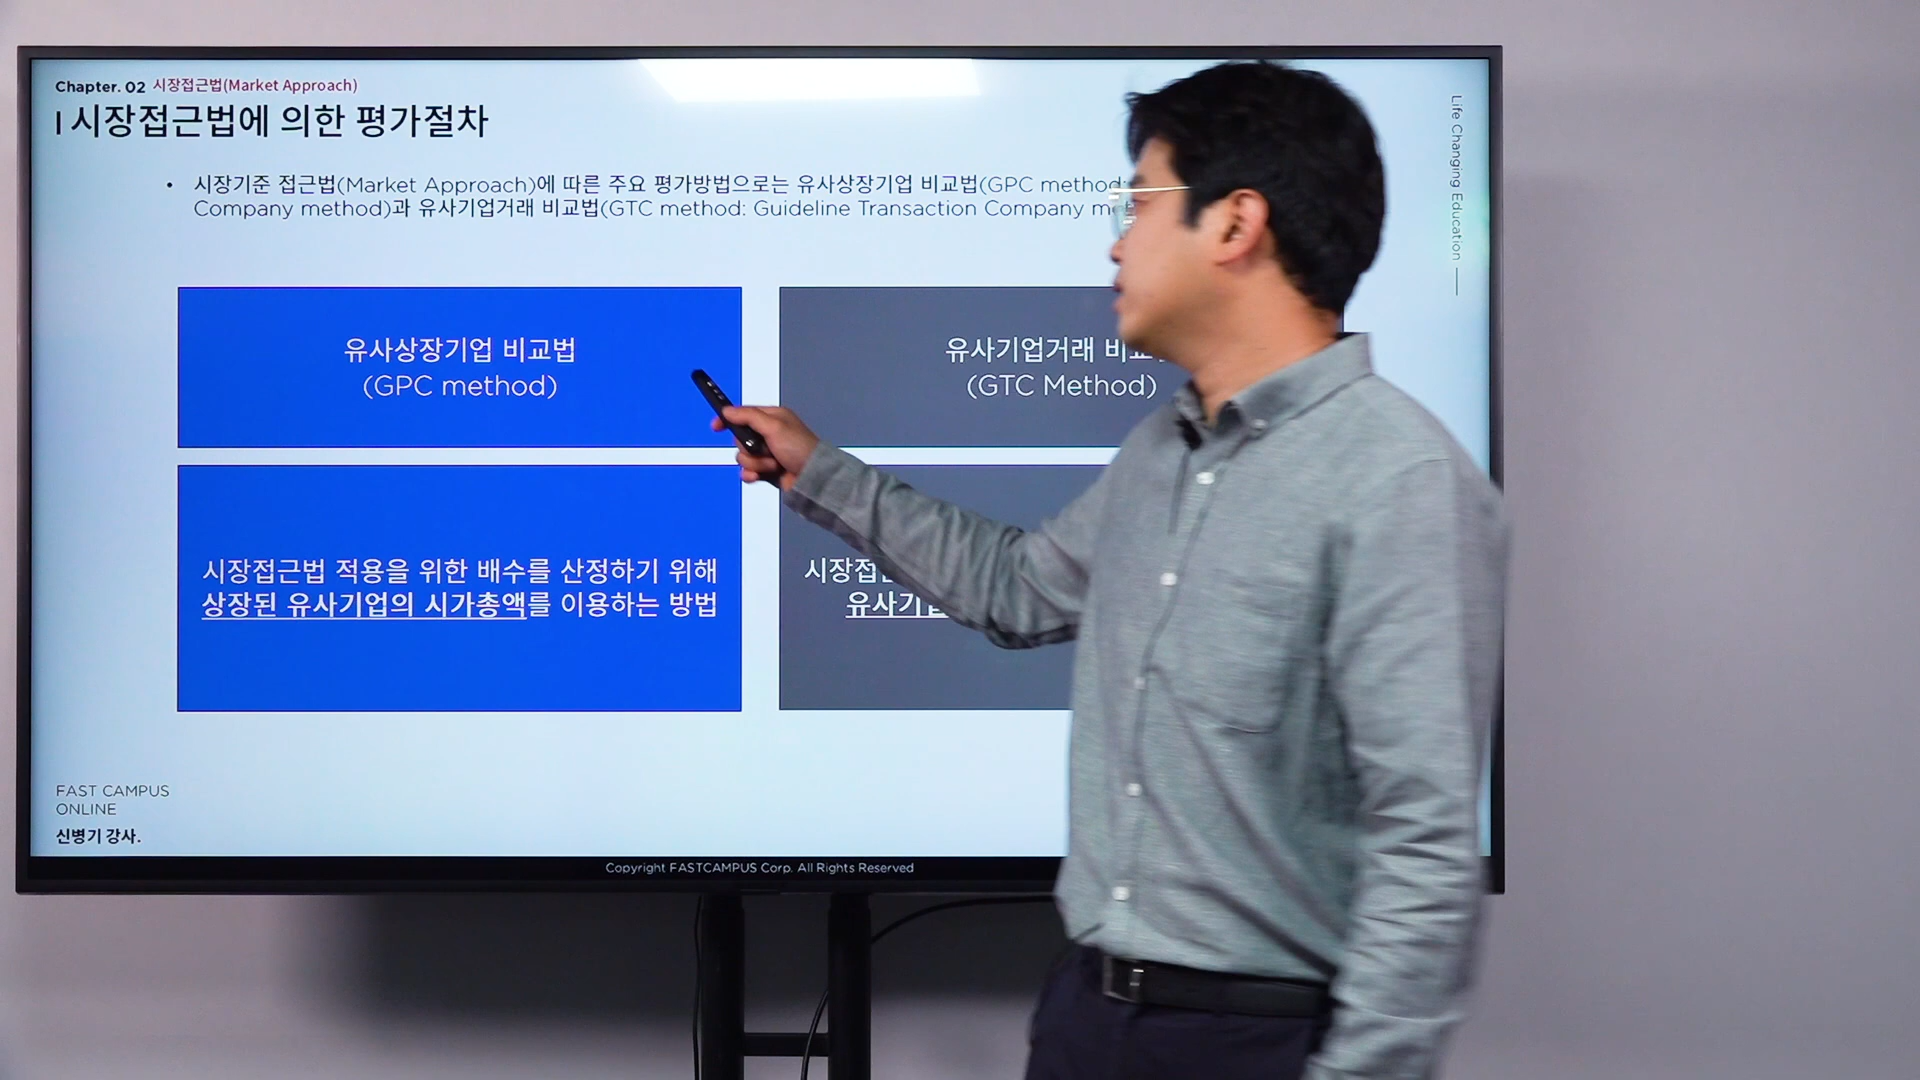 Chapter. 02 시장접근법(Market Approach)
시장접근법에 의한 평가절차
• 시장기준 접근법(Market Approach)에 따른 주요 평가방법으로는 유사상장기업 비교법(GPC method:
Company method)과 유사기업거래 비교법(GTC method: Guideline Transaction Company
유사상장기업 비교법
(GPC method)
유사기업거래
(GTC Method)
시장접근법 적용을 위한 배수를 산정하기 위해
상장된 유사기업의 시가총액를 이용하는 방법
시장접
유사기업
Life Changing Education
FAST CAMPUS
ONLINE
신병기 강사.
Copyright FASTCAMPUS Corp. All Rights Reserved